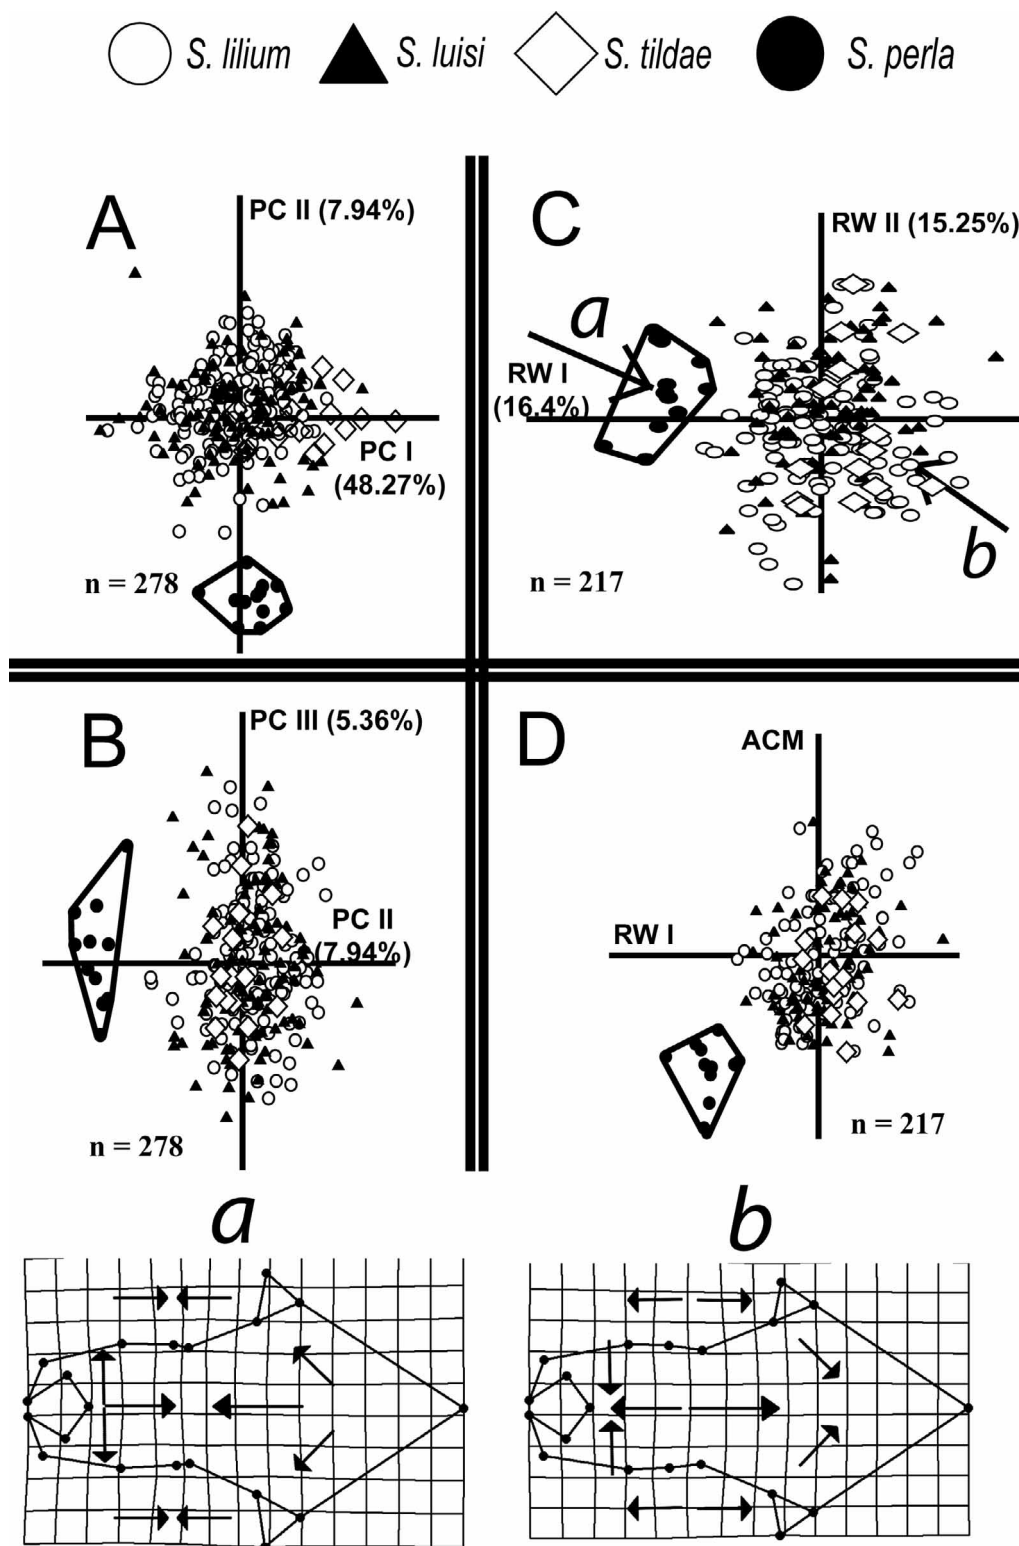 S. lilium S. luisi S. tildae S. perla
A
PC II (7.94%)
PC I
(48.27%)
n = 278
C
RW II (15.25%)
a
RW I
(16.4%)
b
n = 217
B
PC III (5.36%)
PC II
(7.94%)
n = 278
D
ACM
RW I
n = 217
a
b